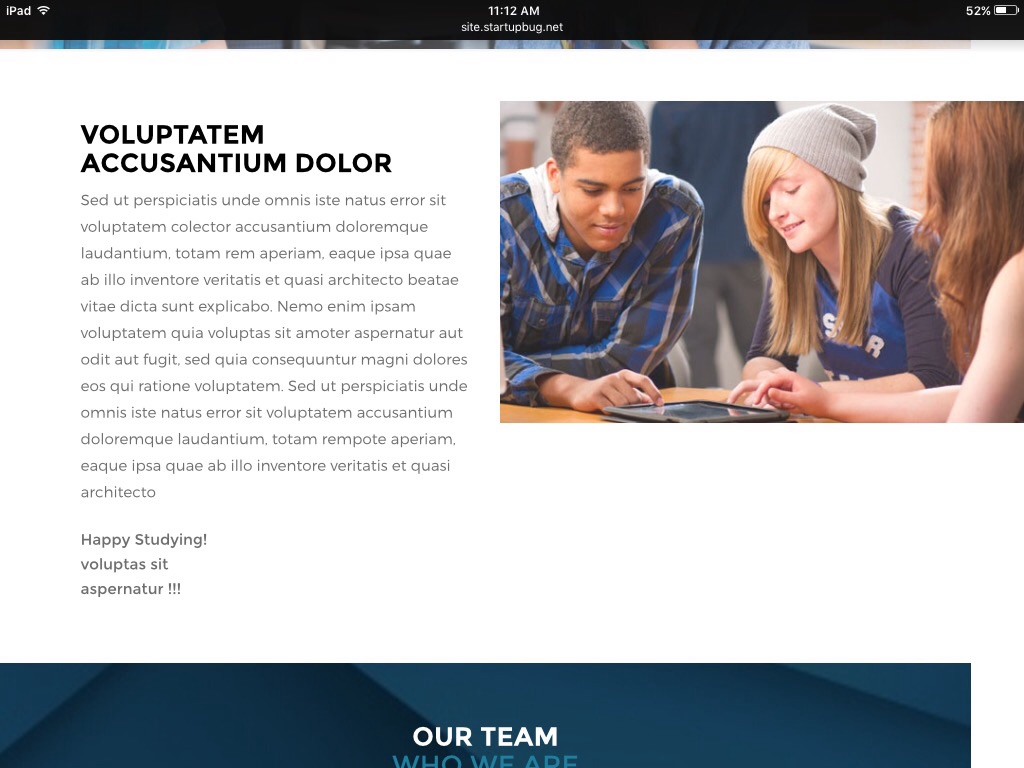 iPad
11:12 AM
52%
site.startupbug.net
VOLUPTATEM
ACCUSANTIUM DOLOR
Sed ut perspiciatis unde omnis iste natus error sit
voluptatem colector accusantium doloremque
laudantium, totam rem aperiam, eaque ipsa quae
ab illo inventore veritatis et quasi architecto beatae
vitae dicta sunt explicabo. Nemo enim ipsam
voluptatem quia voluptas sit amoter aspernatur aut
odit aut fugit, sed quia consequuntur magni dolores
eos qui ratione voluptatem. Sed ut perspiciatis unde
omnis iste natus error sit voluptatem accusantium
doloremque laudantium, totam rempote aperiam,
eaque ipsa quae ab illo inventore veritatis et quasi
architecto
Happy Studying!
voluptas sit
aspernatur !!!
OUR TEAM
WHO WE ARE